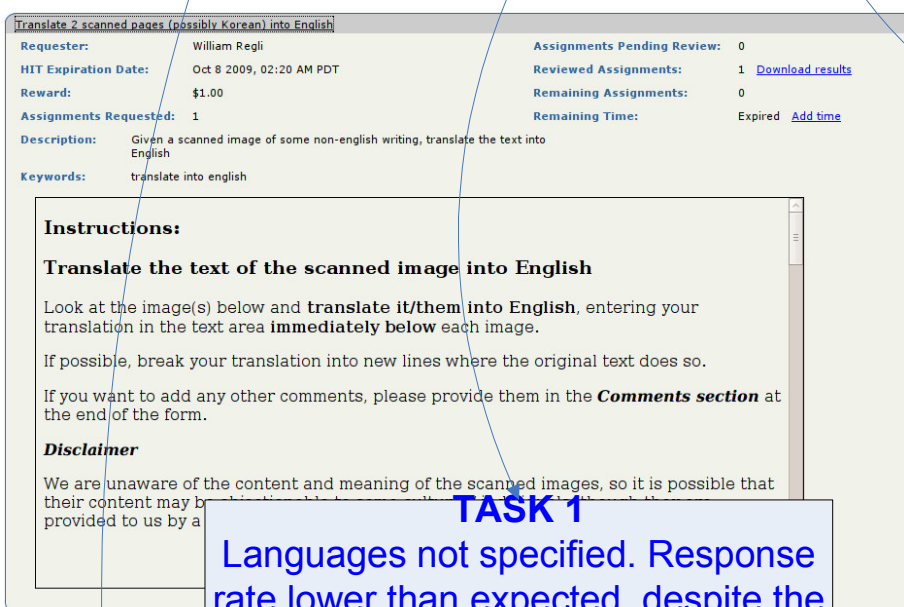 Translate 2 scanned pages (possibly Korean) into English
Requester: William Regli Assignments Pending Review: 0
HIT Expiration Date: Oct 8 2009, 02:20 AM PDT Reviewed Assignments: 1 Download results
Reward: $1.00 Remaining Assignments: 0
Assignments Requested: 1 Remaining Time: Expired Add time
Description: Given a scanned image of some non-english writing, translate the text into
English
Keywords: translate into english
Instructions:
Translate the text of the scanned image into English
Look at the image(s) below and translate it/them into English, entering your
translation in the text area immediately below each image.
If possible, break your translation into new lines where the original text does so.
If you want to add any other comments, please provide them in the Comments section at
the end of the form.
Disclaimer
We are unaware of the content and meaning of the scanned images, so it is possible that
their content may
provided to us by a
TASK 1
Languages not specified. Response
rate lower than expected, despite the